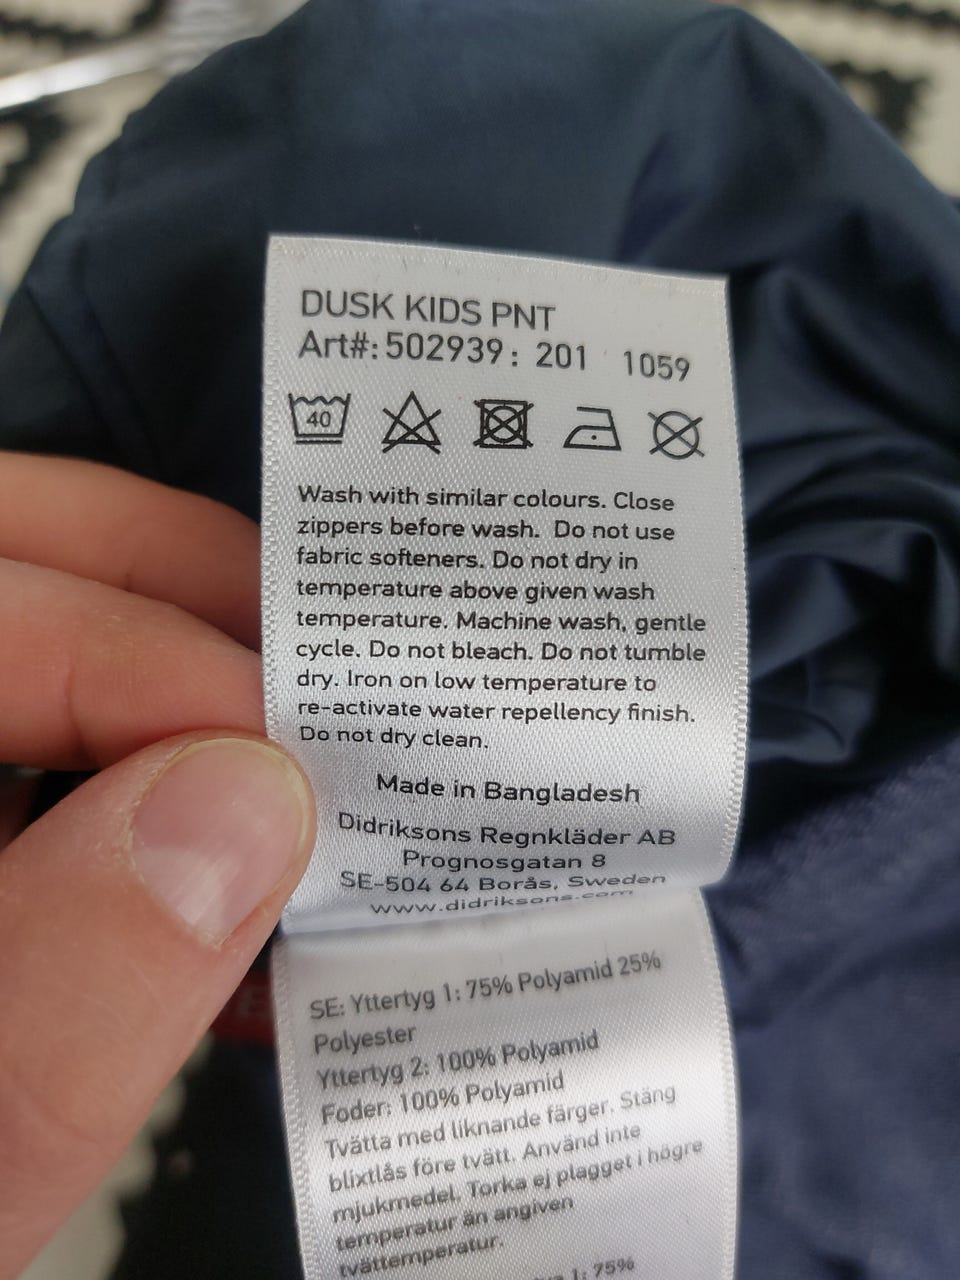 DUSK KIDS PNT
Art#: 502939: 201 1059
40
Wash with similar colours. Close
zippers before wash. Do not use
fabric softeners. Do not dry in
temperature above given wash
temperature. Machine wash, gentle
cycle. Do not bleach. Do not tumble
dry. Iron on low temperature to
re-activate water repellency finish.
Do not dry clean.
Made in Bangladesh
Didriksons Regnkläder AB
Prognosgatan 8
SE-504 64 Borås, Sweden
www.didriksons.com
SE: Yttertyg 1: 75% Polyamid 25%
Polyester
Yttertyg 2: 100% Polyamid
Foder: 100% Polyamid
Tvätta med liknande färger. Stäng
blixtlås före tvätt. Använd inte
mjukmedel. Torka ej plagget i högre
temperatur än angiven
tvättemperatur.
1: 75%